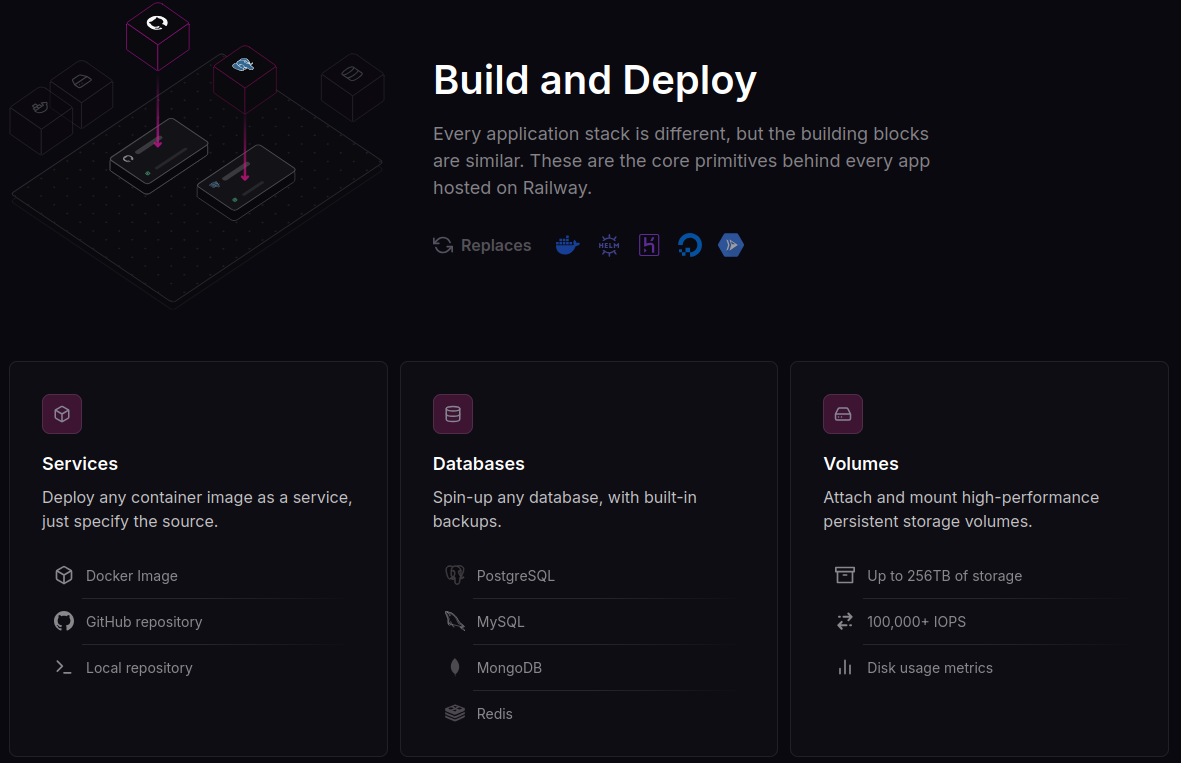 Build and Deploy
Every application stack is different, but the building blocks
are similar. These are the core primitives behind every app
hosted on Railway.
Replaces
HELM
Services
Deploy any container image as a service,
just specify the source.
Docker Image
GitHub repository
Local repository
Databases
Spin-up any database, with built-in
backups.
PostgreSQL
MySQL
MongoDB
Redis
Volumes
Attach and mount high-performance
persistent storage volumes.
Up to 256TB of storage
100,000+ IOPS
Disk usage metrics